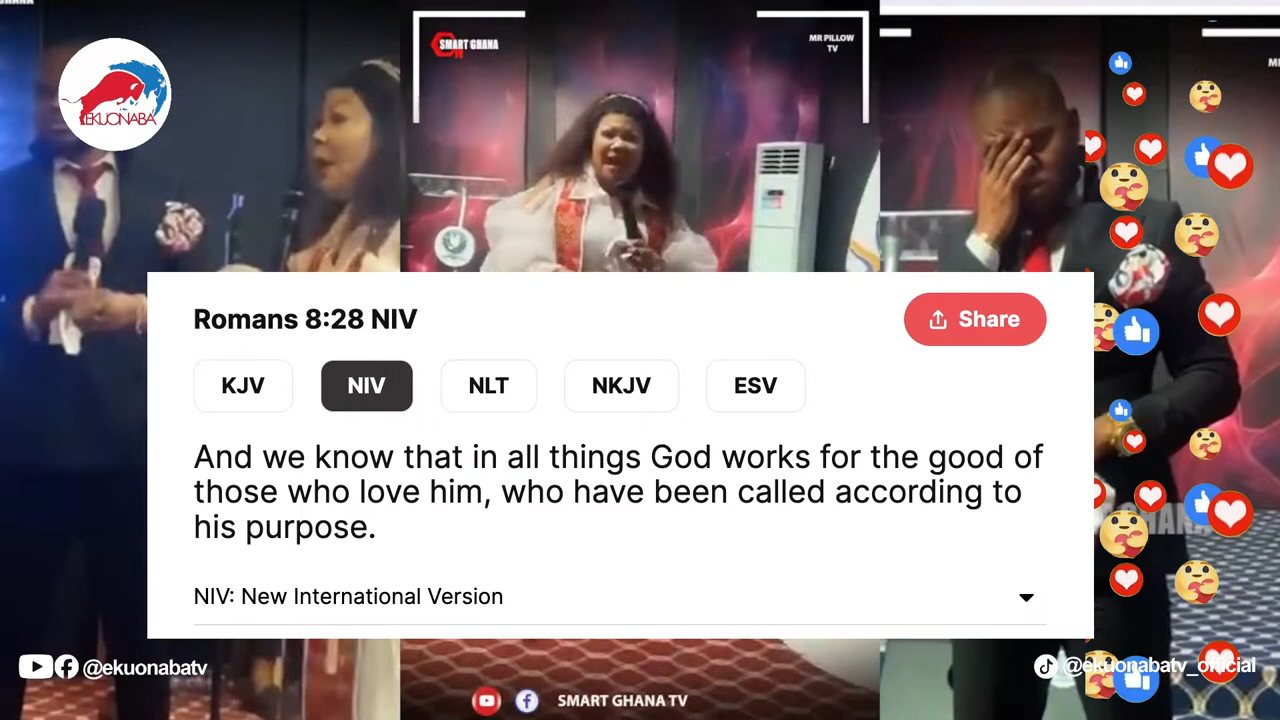 EKUONABA
SMART GHANA
TV
MR PILLOW
TV
Romans 8:28 NIV
Share
KJV
NIV
NLT
NKJV
ESV
And we know that in all things God works for the good of
those who love him, who have been called according to
his purpose.
NIV: New International Version
GHANA
@ekuonabatv
@ekuonabatv_official
SMART GHANA TV